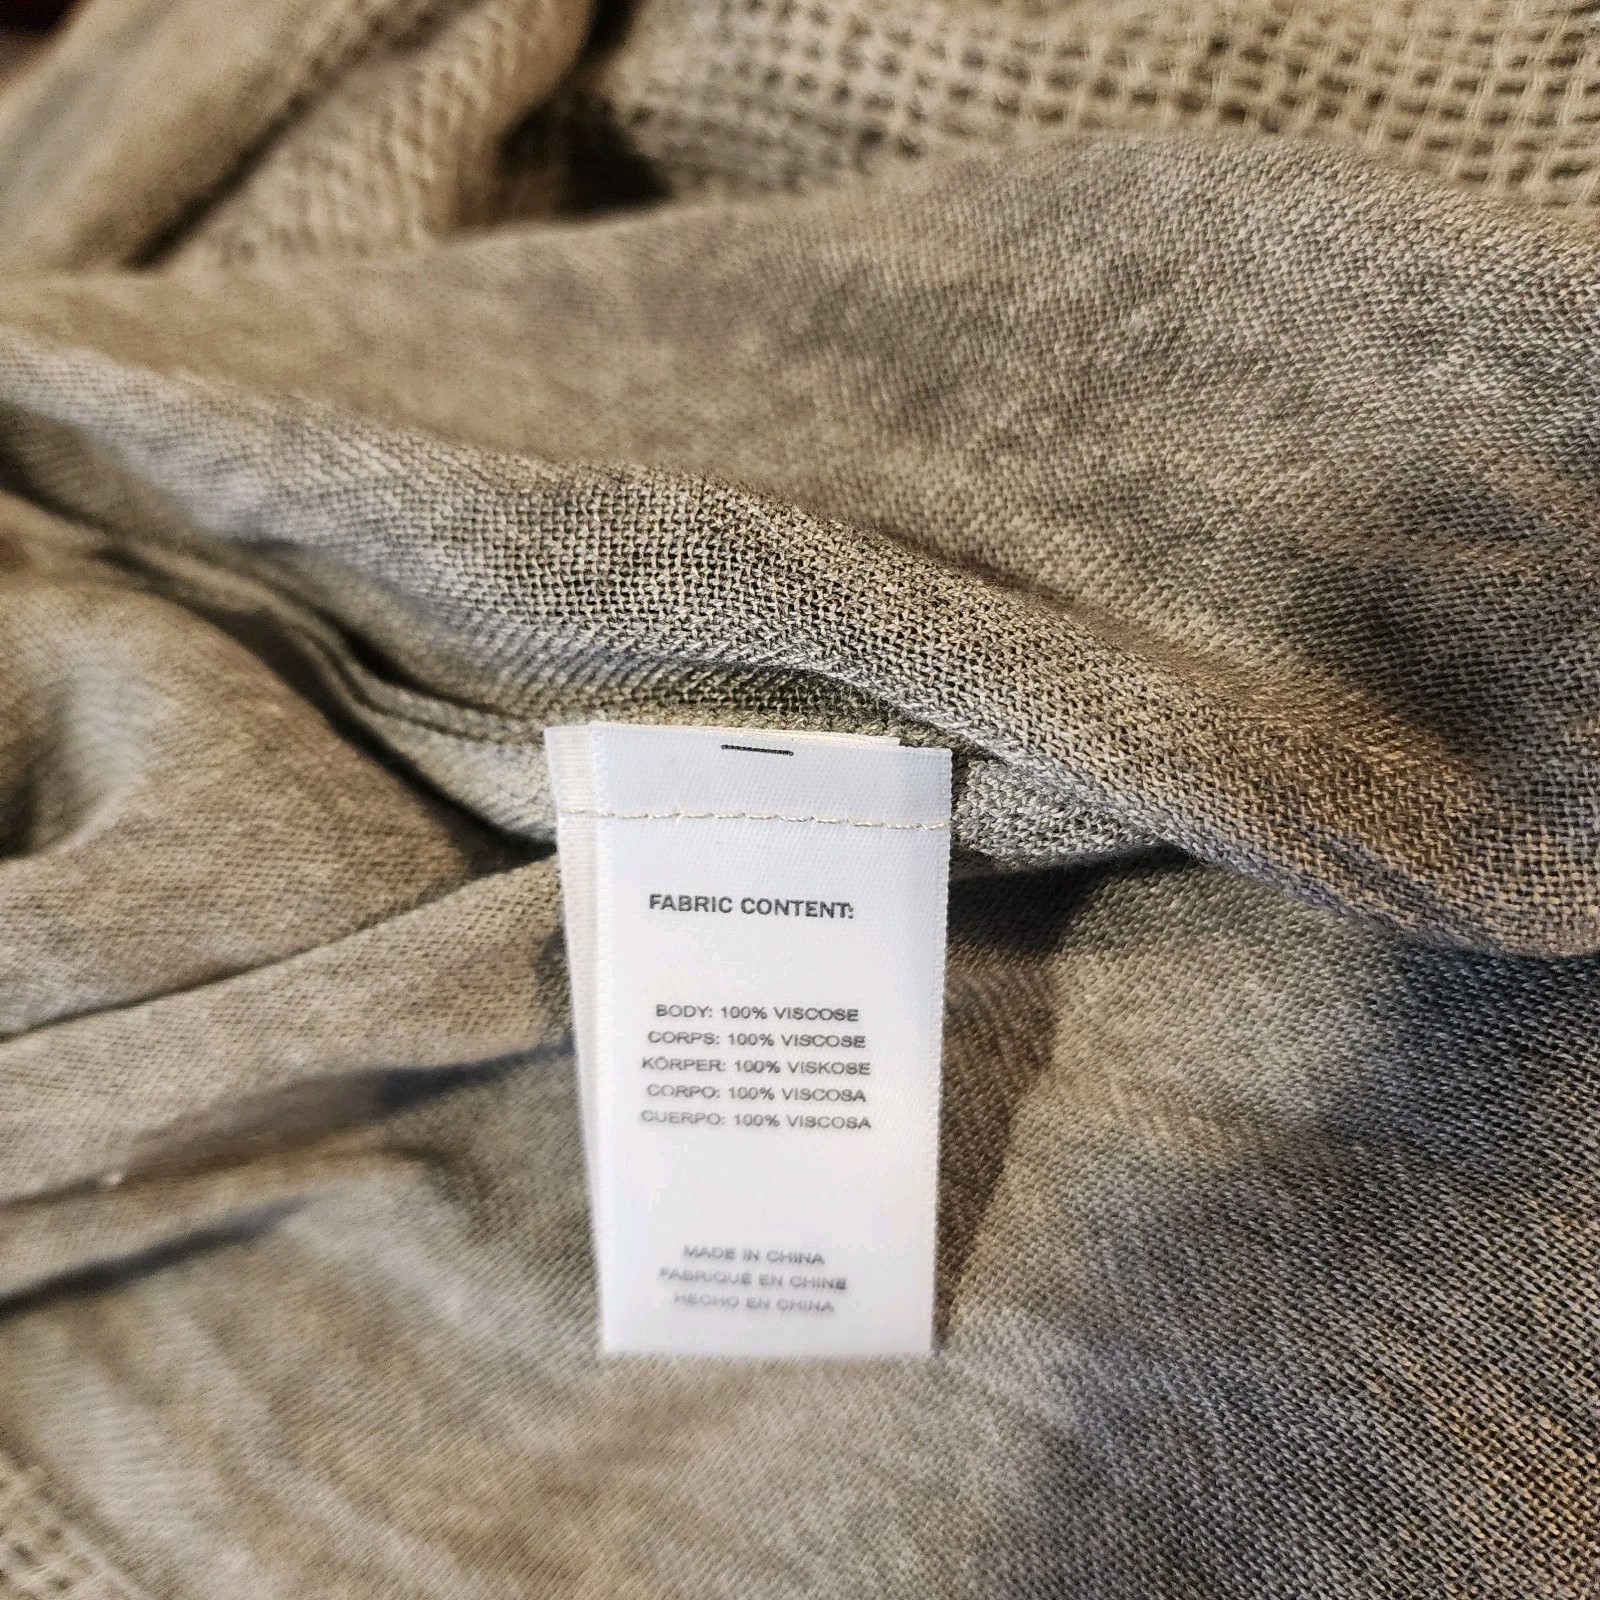 FABRIC CONTENT:
BODY: 100% VISCOSE
CORPS: 100% VISCOSE
KÖRPER: 100% VISKOSE
CORPO: 100% VISCOSA
CUERPO: 100% VISCOSA
MADE IN CHINA
FABRIQUÉ EN CHINE
HECHO EN CHINA